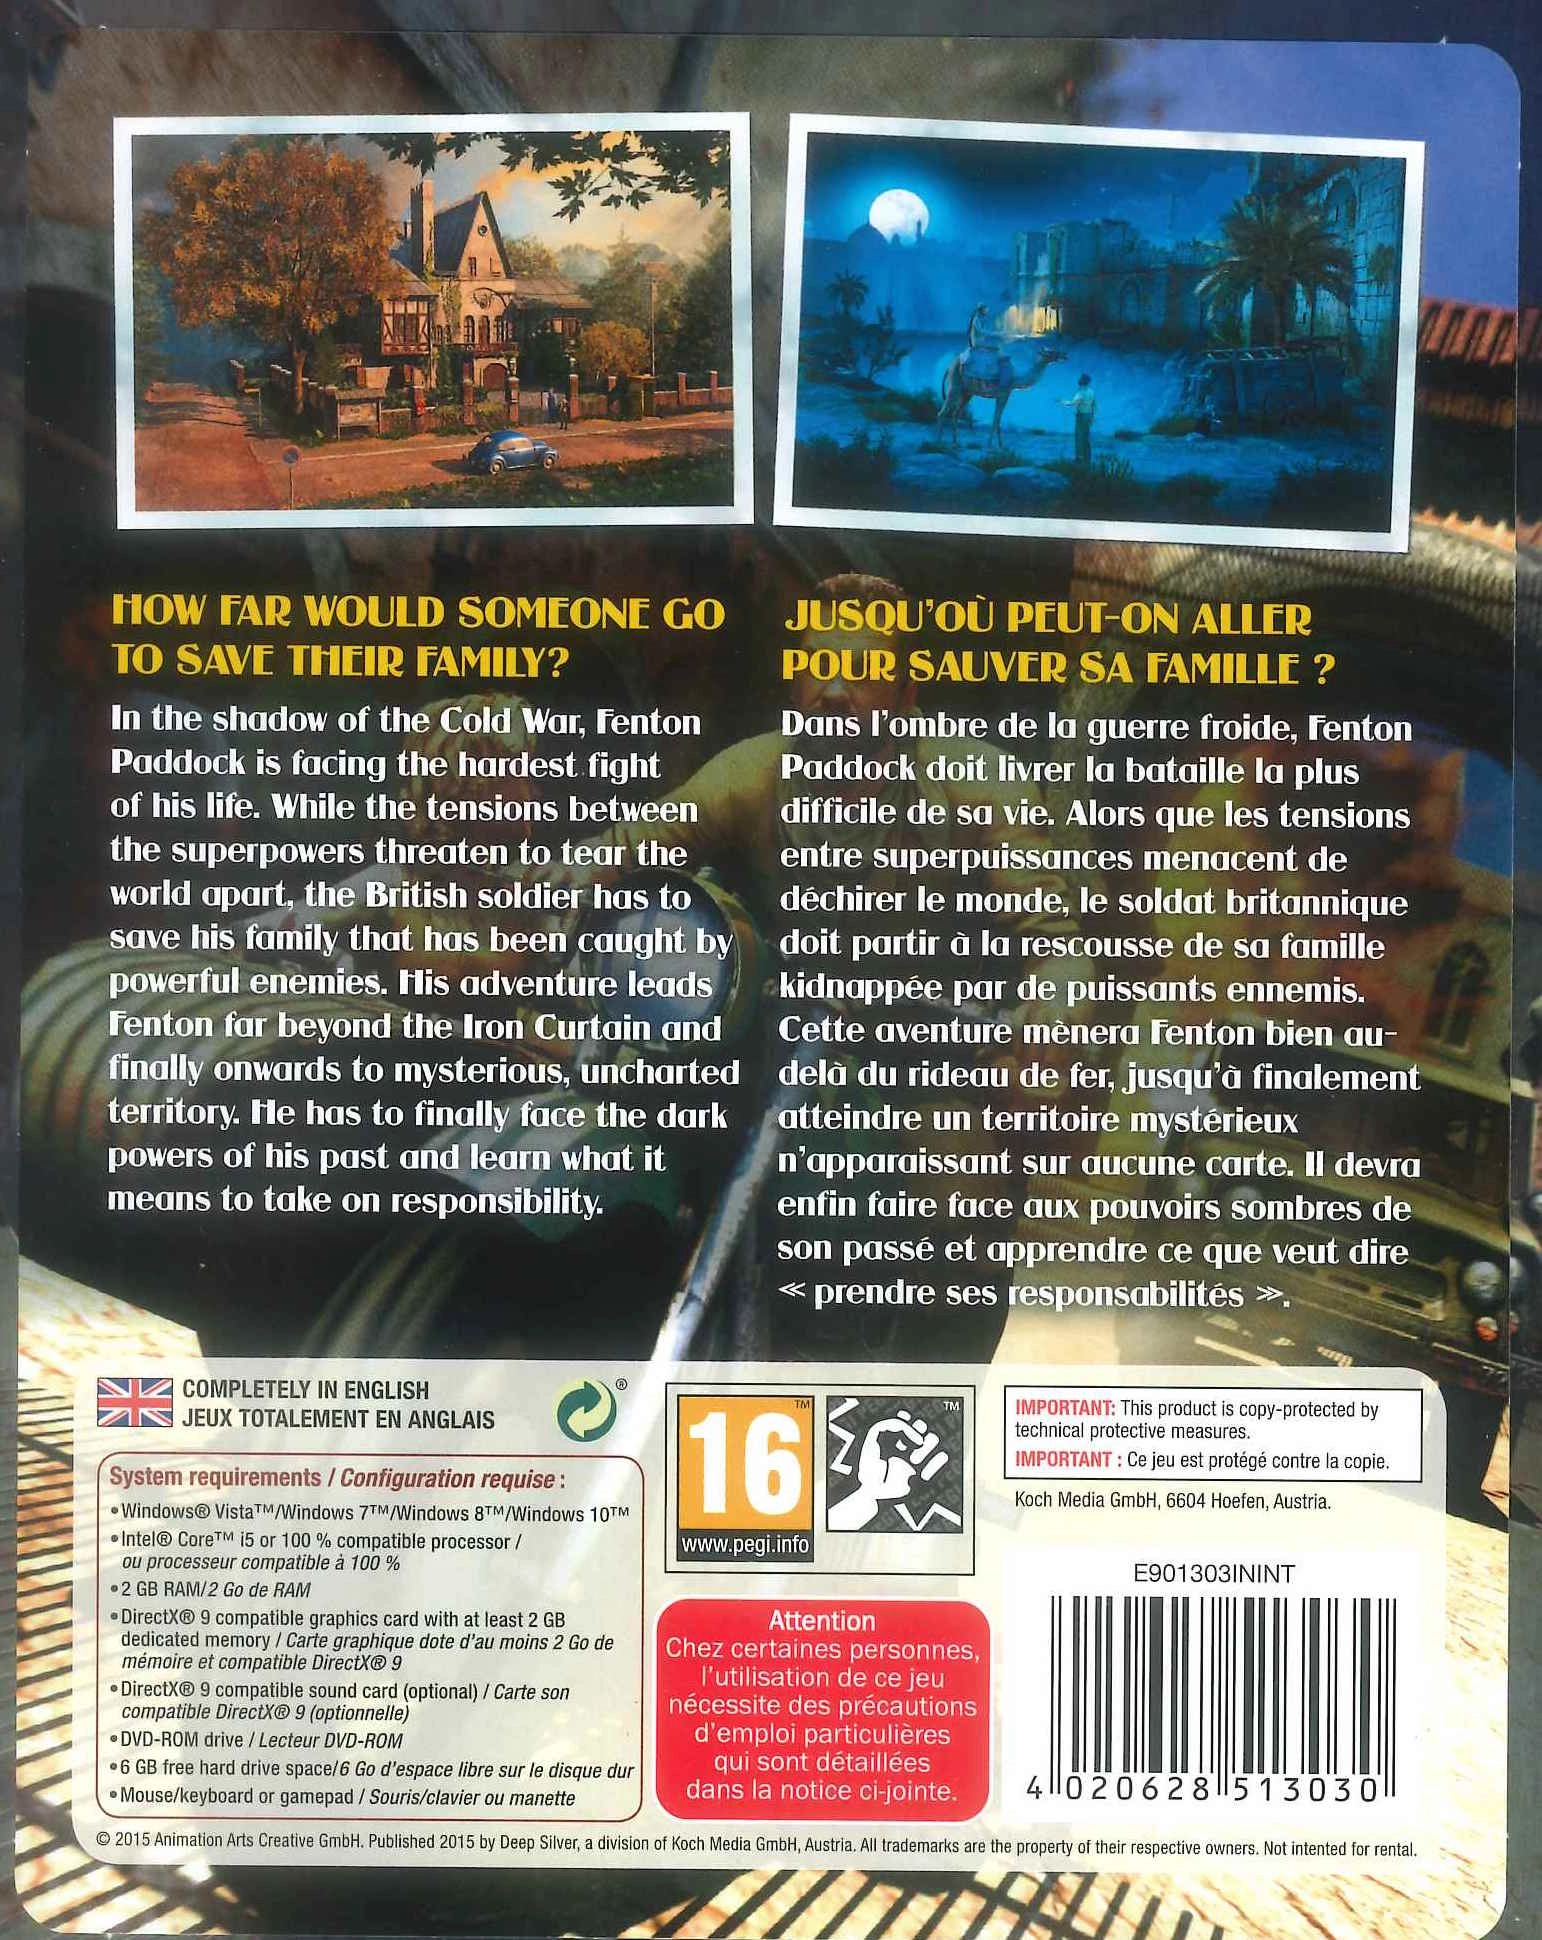 HOW FAR WOULD SOMEONE GO
TO SAVE THEIR FAMILY?
In the shadow of the Cold War, Fenton
Paddock is facing the hardest fight
of his life. While the tensions between
the superpowers threaten to tear the
world apart, the British soldier has to
save his family that has been caught by
powerful enemies. His adventure leads
Fenton far beyond the Iron Curtain and
finally onwards to mysterious, uncharted
territory. He has to finally face the dark
powers of his past and learn what it
means to take on responsibility.
JUSQU'OÙ PEUT-ON ALLER
POUR SAUVER SA FAMILLE ?
Dans l'ombre de la guerre froide, Fenton
Paddock doit livrer la bataille la plus
difficile de sa vie. Alors que les tensions
entre superpuissances menacent de
déchirer le monde, le soldat britannique
doit partir à la rescousse de sa famille
kidnappée par de puissants ennemis.
Cette aventure mènera Fenton bien au-
delà du rideau de fer, jusqu'à finalement
atteindre un territoire mystérieux
n'apparaissant sur aucune carte. Il devra
enfin faire face aux pouvoirs sombres de
son passé et apprendre ce que veut dire
« prendre ses responsabilités ».
COMPLETELY IN ENGLISH
JEUX TOTALEMENT EN ANGLAIS
®
System requirements / Configuration requise :
•Windows® Vista™/Windows 7™/Windows 8™/Windows 10™
•Intel® Core™ i5 or 100 % compatible processor /
ou processeur compatible à 100 %
•2 GB RAM/2 Go de RAM
•DirectX® 9 compatible graphics card with at least 2 GB
dedicated memory / Carte graphique dote d'au moins 2 Go de
mémoire et compatible DirectX® 9
•DirectX® 9 compatible sound card (optional) / Carte son
compatible DirectX® 9 (optionnelle)
•DVD-ROM drive / Lecteur DVD-ROM
•6 GB free hard drive space/6 Go d'espace libre sur le disque dur
•Mouse/keyboard or gamepad / Souris/clavier ou manette
16
™
www.pegi.info
™
Attention
Chez certaines personnes,
l'utilisation de ce jeu
nécessite des précautions
d'emploi particulières
qui sont détaillées
dans la notice ci-jointe.
IMPORTANT: This product is copy-protected by
technical protective measures.
IMPORTANT : Ce jeu est protégé contre la copie.
Koch Media GmbH, 6604 Hoefen, Austria.
E901303ININT
4 020628 513030
© 2015 Animation Arts Creative GmbH. Published 2015 by Deep Silver, a division of Koch Media GmbH, Austria. All trademarks are the property of their respective owners. Not intented for rental.